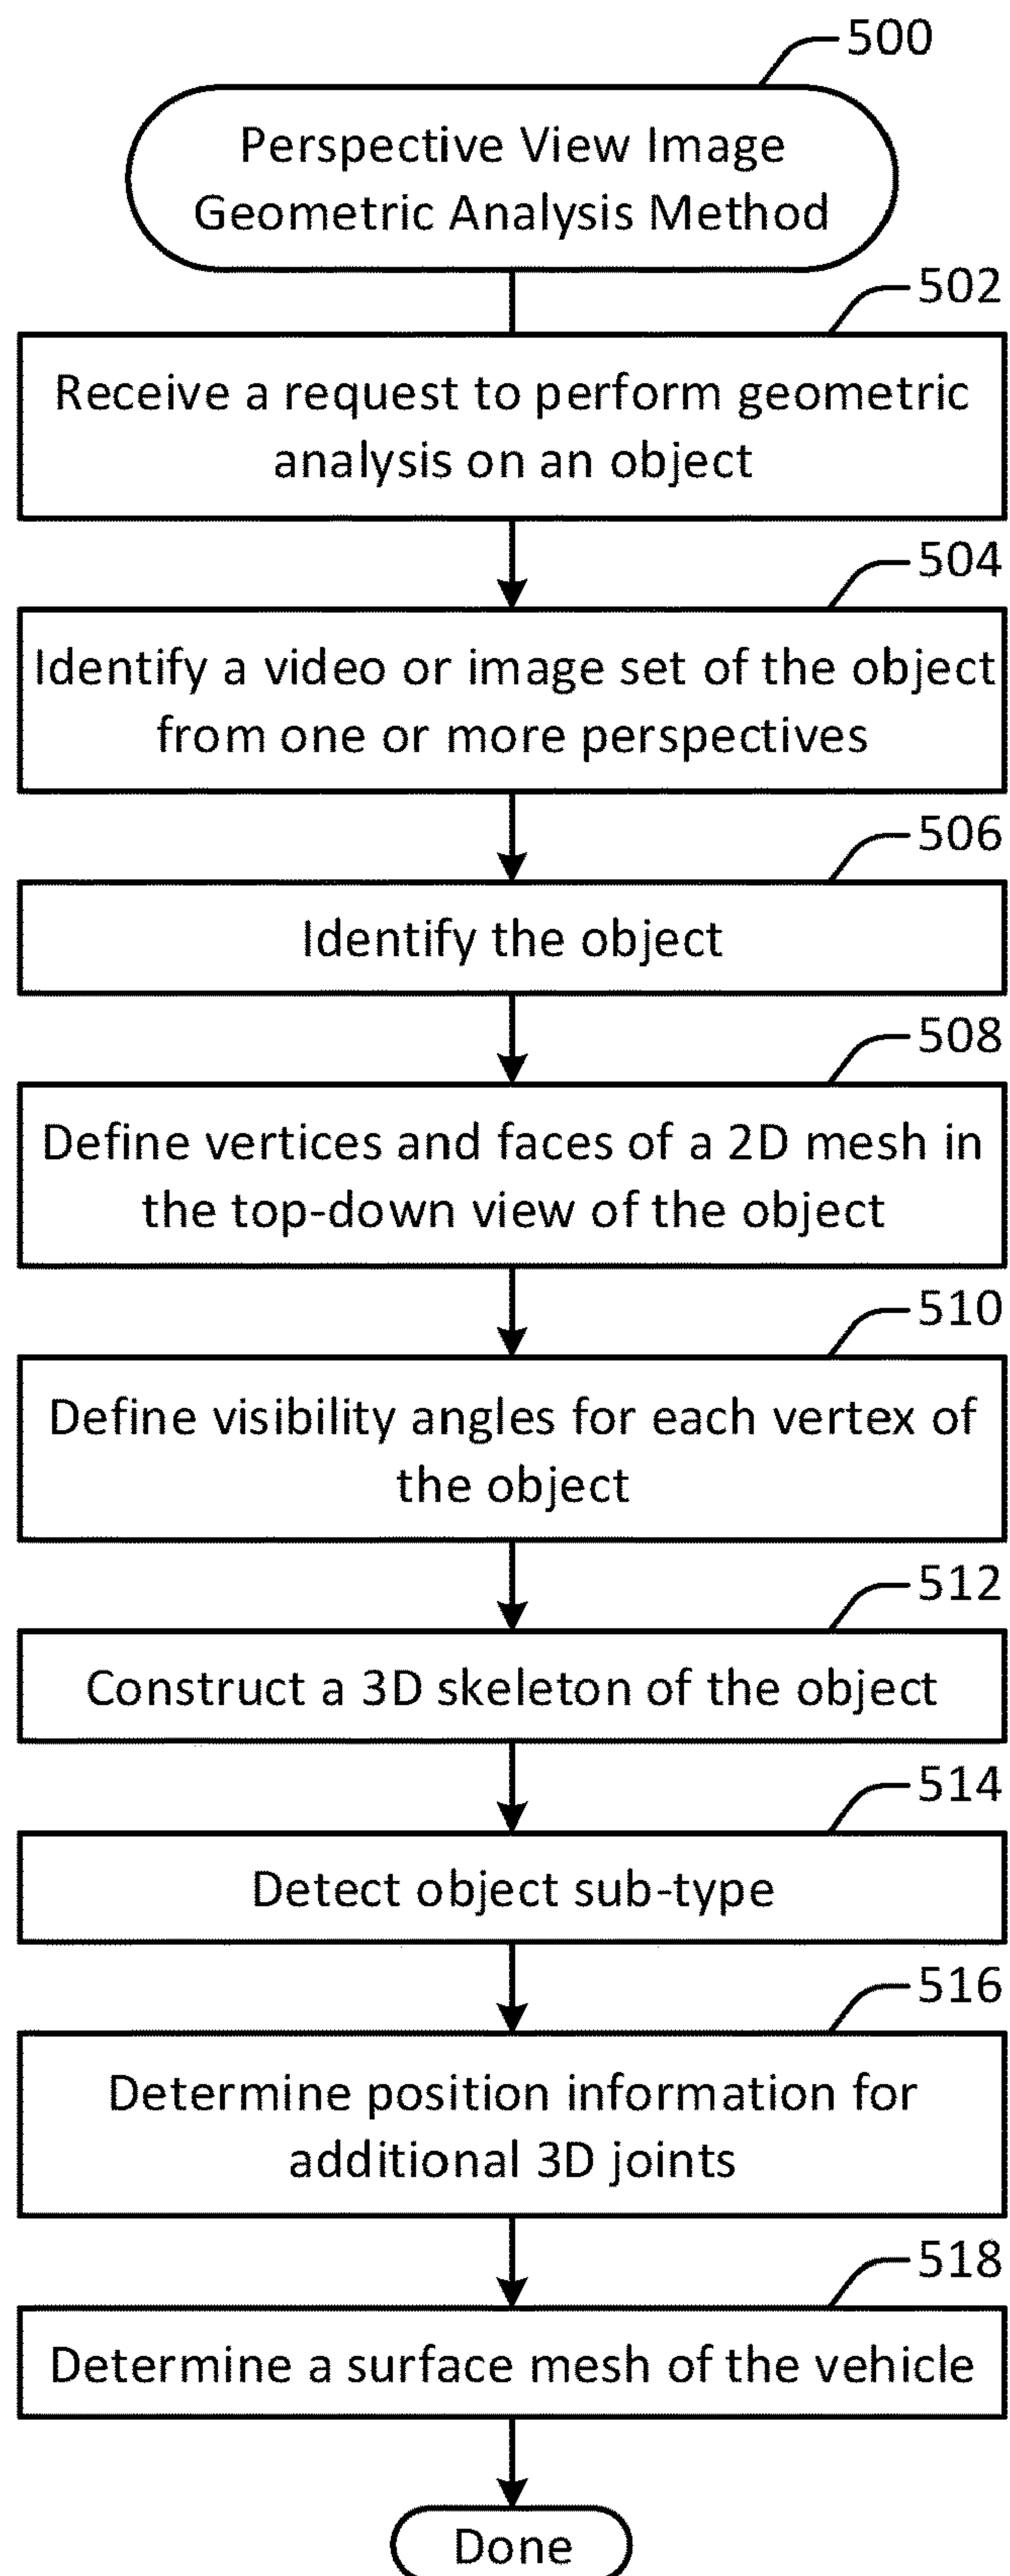 500
Perspective View Image
Geometric Analysis Method
502
Receive a request to perform geometric
analysis on an object
504
Identify a video or image set of the object
from one or more perspectives
506
Identify the object
508
Define vertices and faces of a 2D mesh in
the top-down view of the object
510
Define visibility angles for each vertex of
the object
512
Construct a 3D skeleton of the object
514
Detect object sub-type
516
Determine position information for
additional 3D joints
518
Determine a surface mesh of the vehicle
Done